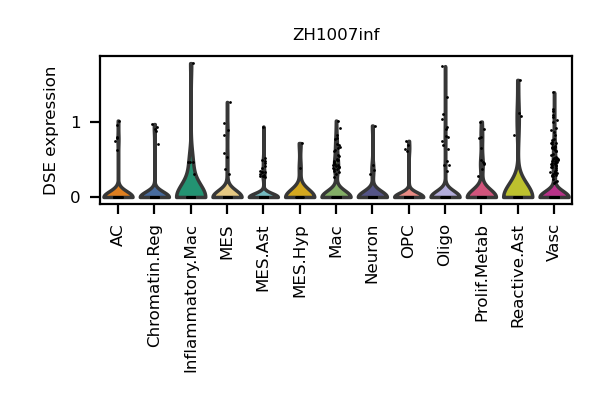 ZH1007inf
DSE expression
1
0
AC
Chromatin.Reg
Inflammatory.Mac
MES
MES.Ast
MES.Hyp
Mac
Neuron
OPC
Oligo
Prolif.Metab
Reactive.Ast
Vasc